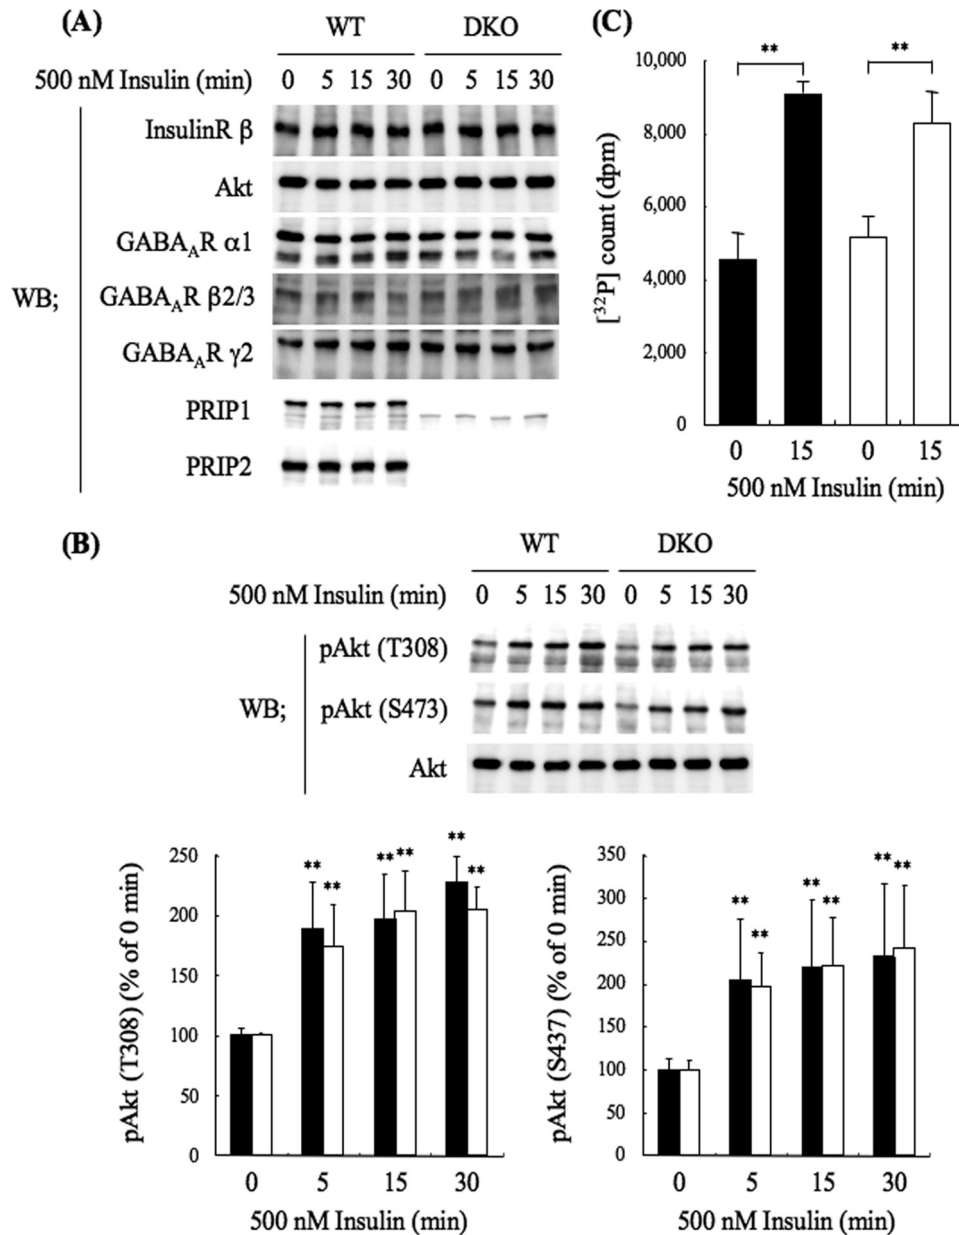 (A)
WT DKO
500 nM Insulin (min) 0 5 15 30 0 5 15 30
InsulinR β
Akt
GABA_AR α1
WB; GABA_AR β2/3
GABA_AR γ2
PRIP1
PRIP2
(C)
** **
10,000
8,000
6,000
4,000
2,000
0
[³²P] count (dpm)
0 15 0 15
500 nM Insulin (min)
(B)
WT DKO
500 nM Insulin (min) 0 5 15 30 0 5 15 30
pAkt (T308)
WB; pAkt (S473)
Akt
pAkt (T308) (% of 0 min)
250
200
150
100
50
0
** ** ** ** ** **
0 5 15 30
500 nM Insulin (min)
pAkt (S437) (% of 0 min)
350
300
250
200
150
100
50
0
** ** ** ** ** **
0 5 15 30
500 nM Insulin (min)